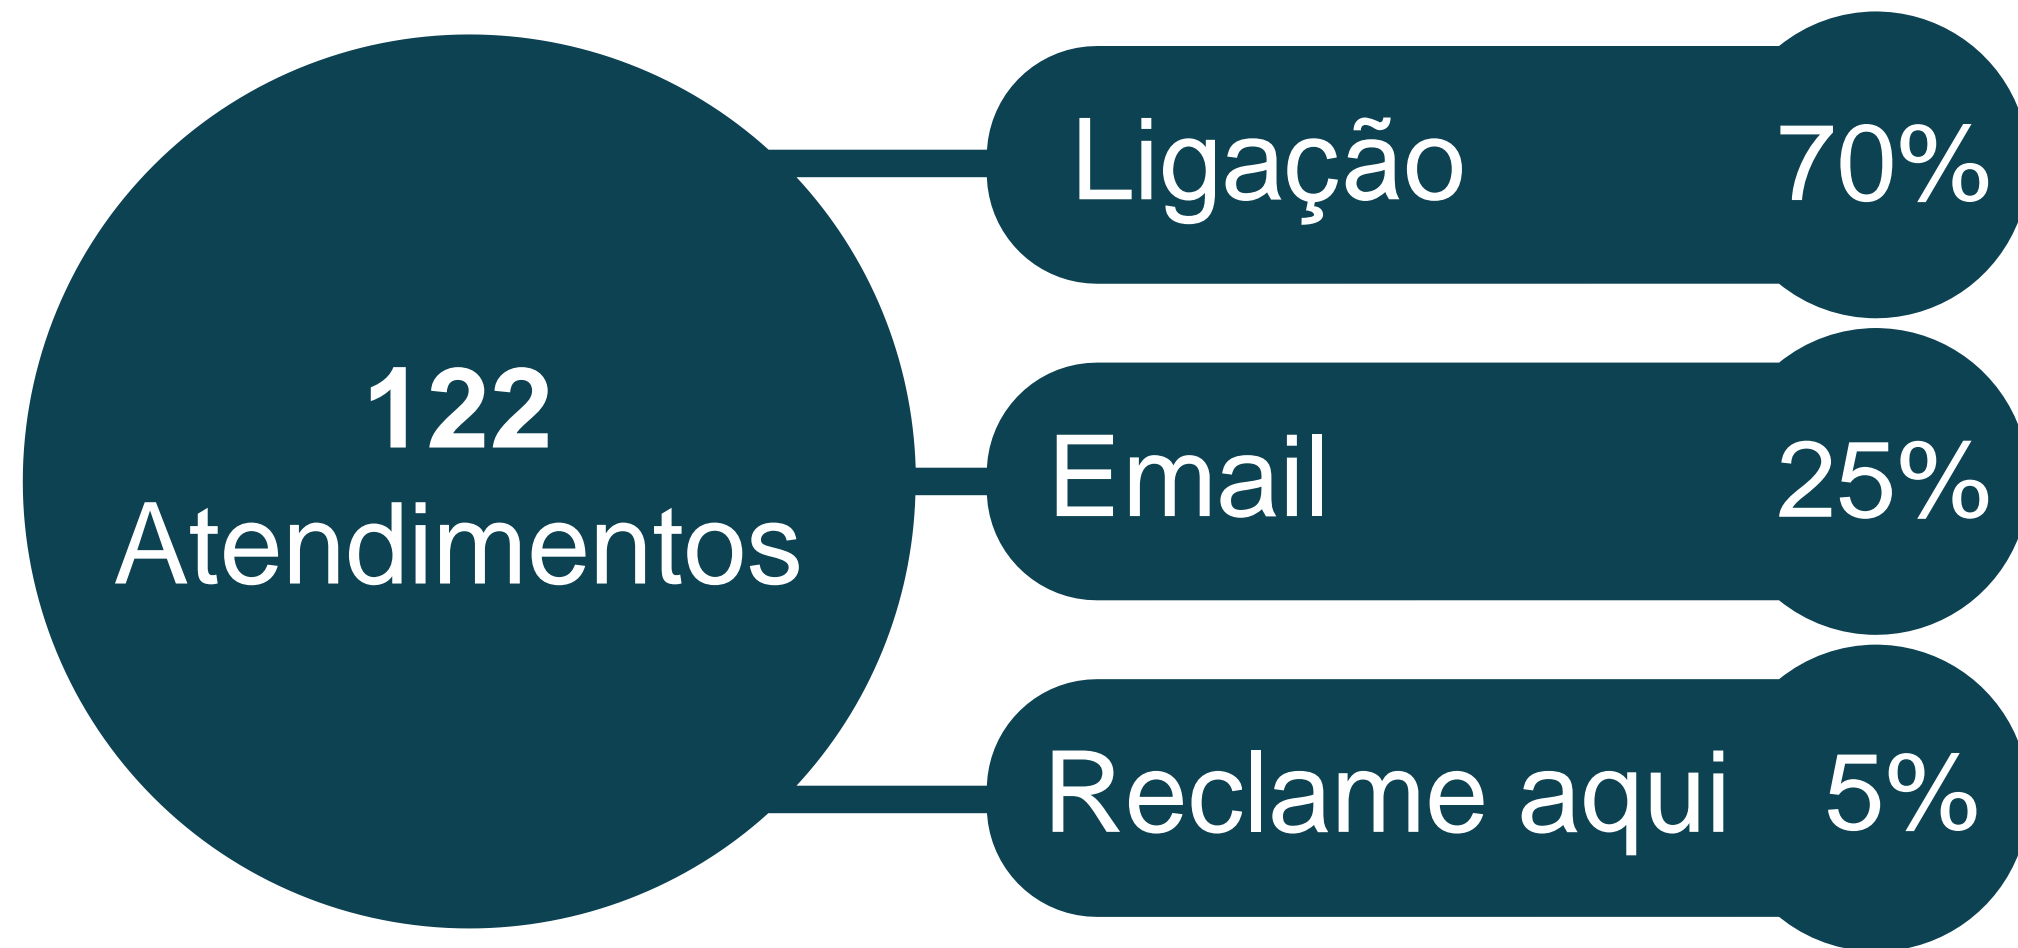 122
Atendimentos
Ligação 70%
Email 25%
Reclame aqui 5%